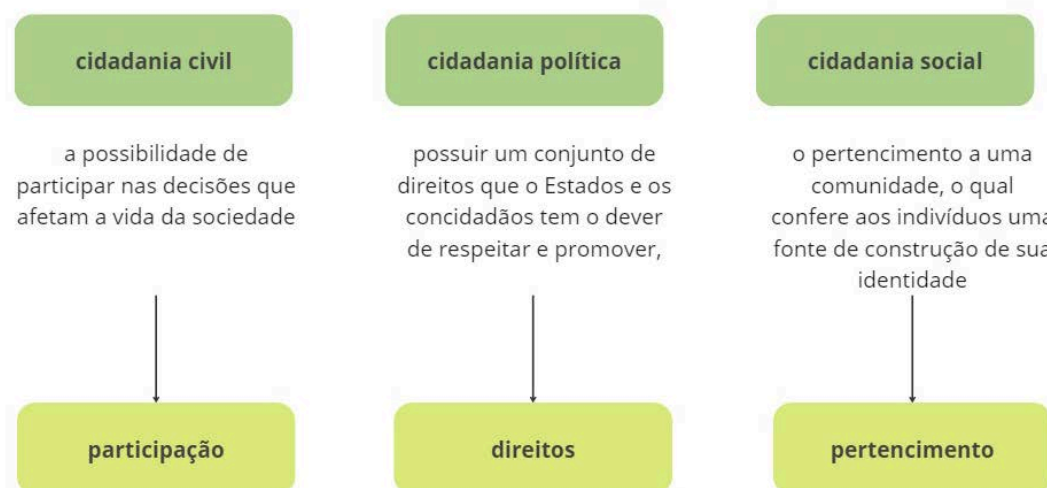 cidadania civil
a possibilidade de
participar nas decisões que
afetam a vida da sociedade
participação
cidadania política
possuir um conjunto de
direitos que o Estados e os
concidadãos tem o dever
de respeitar e promover,
direitos
cidadania social
o pertencimento a uma
comunidade, o qual
confere aos indivíduos uma
fonte de construção de sua
identidade
pertencimento